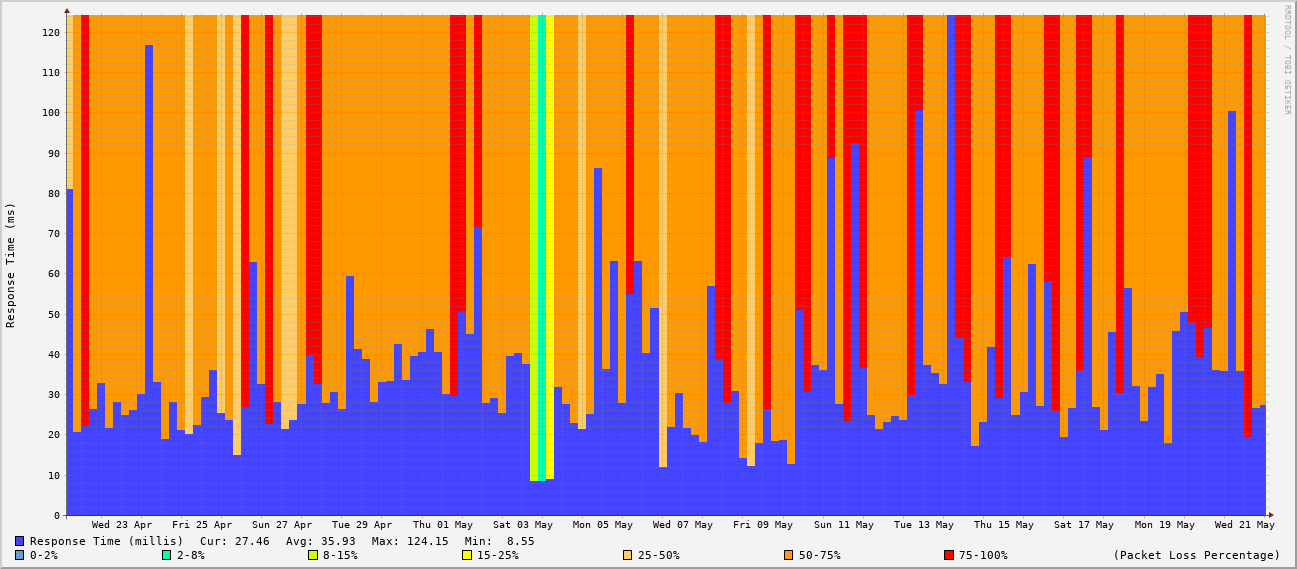 RRDTOOL / TOBI OETIKER
Response Time (ms)
120
110
100
90
80
70
60
50
40
30
20
10
0
Wed 23 Apr Fri 25 Apr Sun 27 Apr Tue 29 Apr Thu 01 May Sat 03 May Mon 05 May Wed 07 May Fri 09 May Sun 11 May Tue 13 May Thu 15 May Sat 17 May Mon 19 May Wed 21 May
Response Time (millis) Cur: 27.46 Avg: 35.93 Max: 124.15 Min: 8.55
0-2% 2-8% 8-15% 15-25% 25-50% 50-75% 75-100% (Packet Loss Percentage)